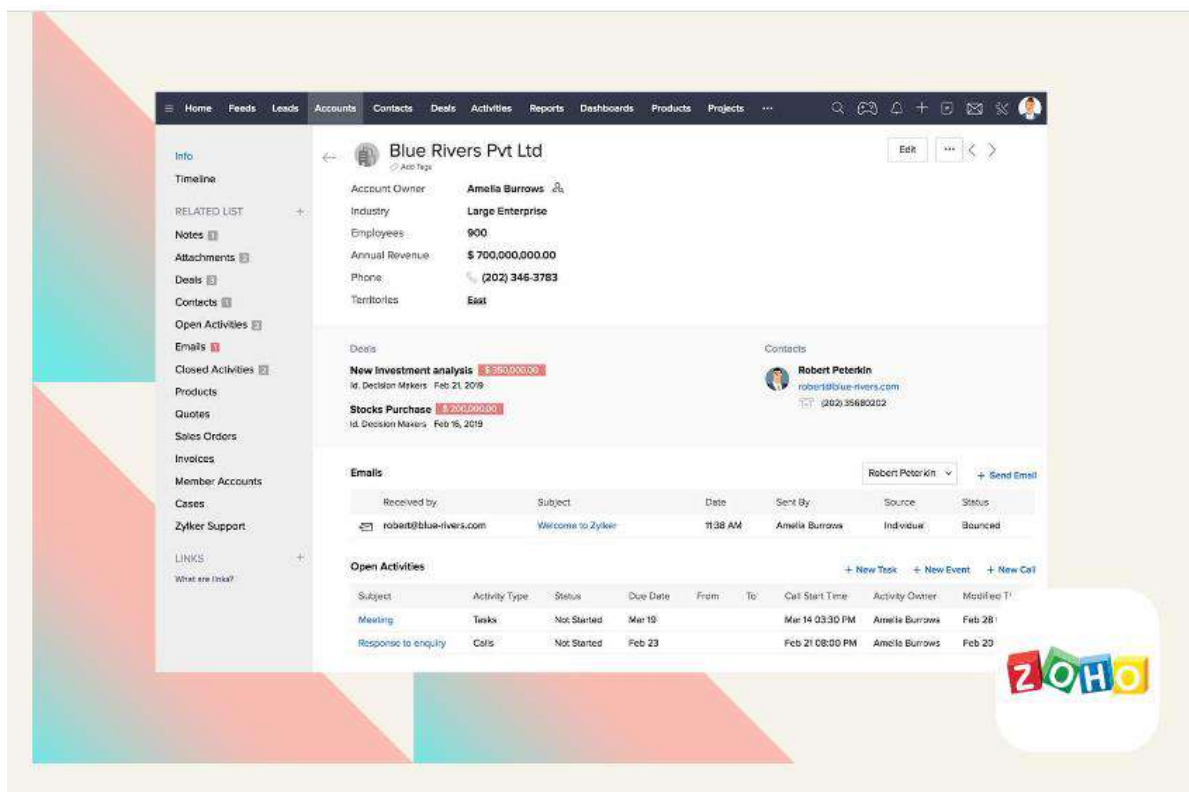 Home Feeds Leads Accounts Contacts Deals Activities Reports Dashboards Products Projects ...
Info
Timeline
RELATED LIST +
Notes 1
Attachments
Deals
Contacts 1
Open Activities 2
Emails 1
Closed Activities
Products
Quotes
Sales Orders
Invoices
Member Accounts
Cases
Zylker Support
LINKS +
What are links?
Blue Rivers Pvt Ltd
Add Tags
Edit ...
Account Owner Amelia Burrows
Industry Large Enterprise
Employees 900
Annual Revenue $ 700,000,000.00
Phone (202) 346-3783
Territories East
Deals
New Investment analysis $ 350,000.00
Id. Decision Makers Feb 21, 2019
Stocks Purchase $ 200,000.00
Id. Decision Makers Feb 16, 2019
Contacts
Robert Peterkin
robert@blue-rivers.com
(202) 35680202
Emails Robert Peterkin + Send Email
Received by Subject Date Sent By Source Status
robert@blue-rivers.com Welcome to Zylker 11:38 AM Amelia Burrows Individual Bounced
Open Activities + New Task + New Event + New Call
Subject Activity Type Status Due Date From To Call Start Time Activity Owner Modified
Meeting Tasks Not Started Mar 19 Mar 14 03:30 PM Amelia Burrows Feb 28
Response to enquiry Calls Not Started Feb 23 Feb 21 08:00 PM Amelia Burrows Feb 20
ZOHO